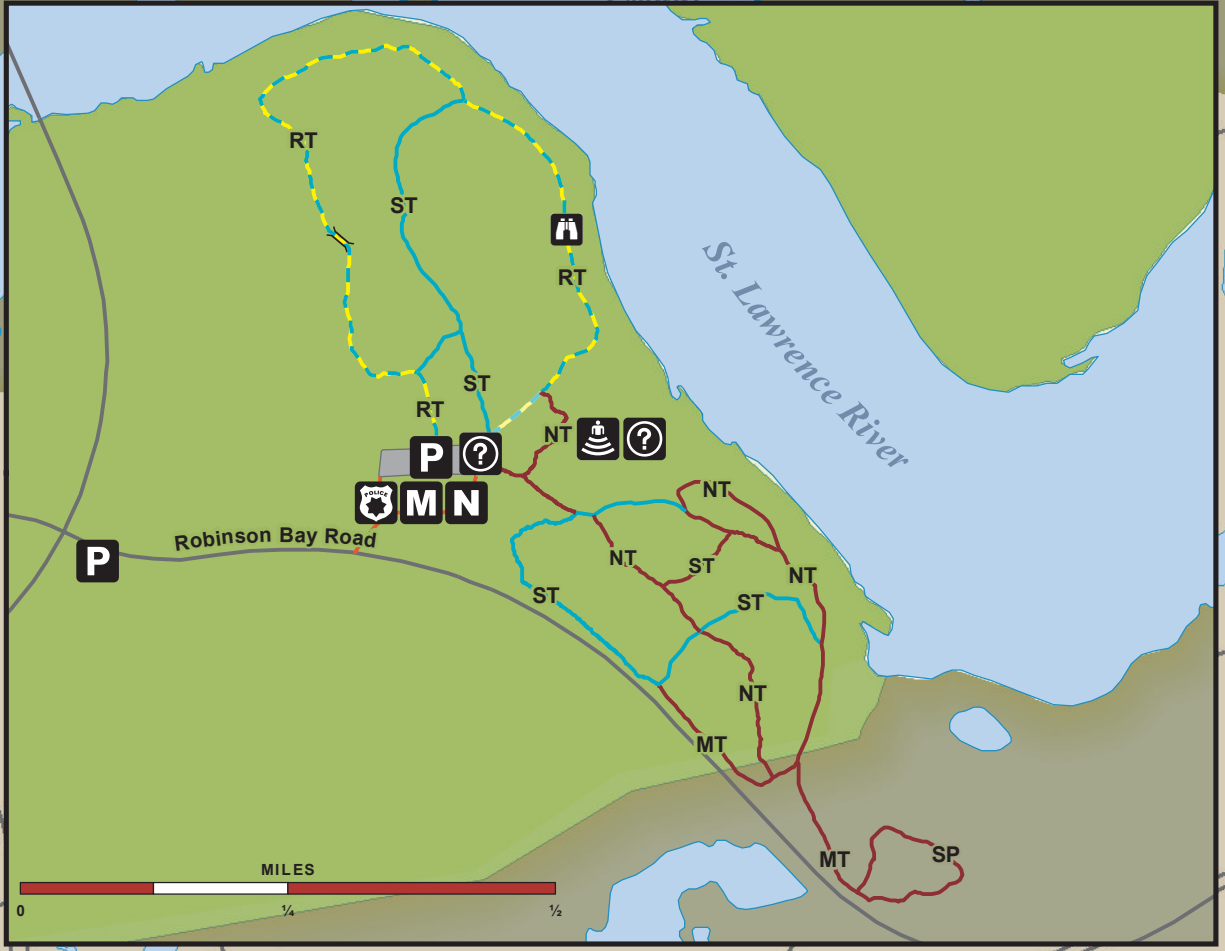 RT
ST
RT
St. Lawrence River
ST
RT
NT
P
?
?
POLICE
M
N
NT
Robinson Bay Road
P
NT
ST
NT
ST
ST
NT
MT
MT
SP
MILES
0
¼
½